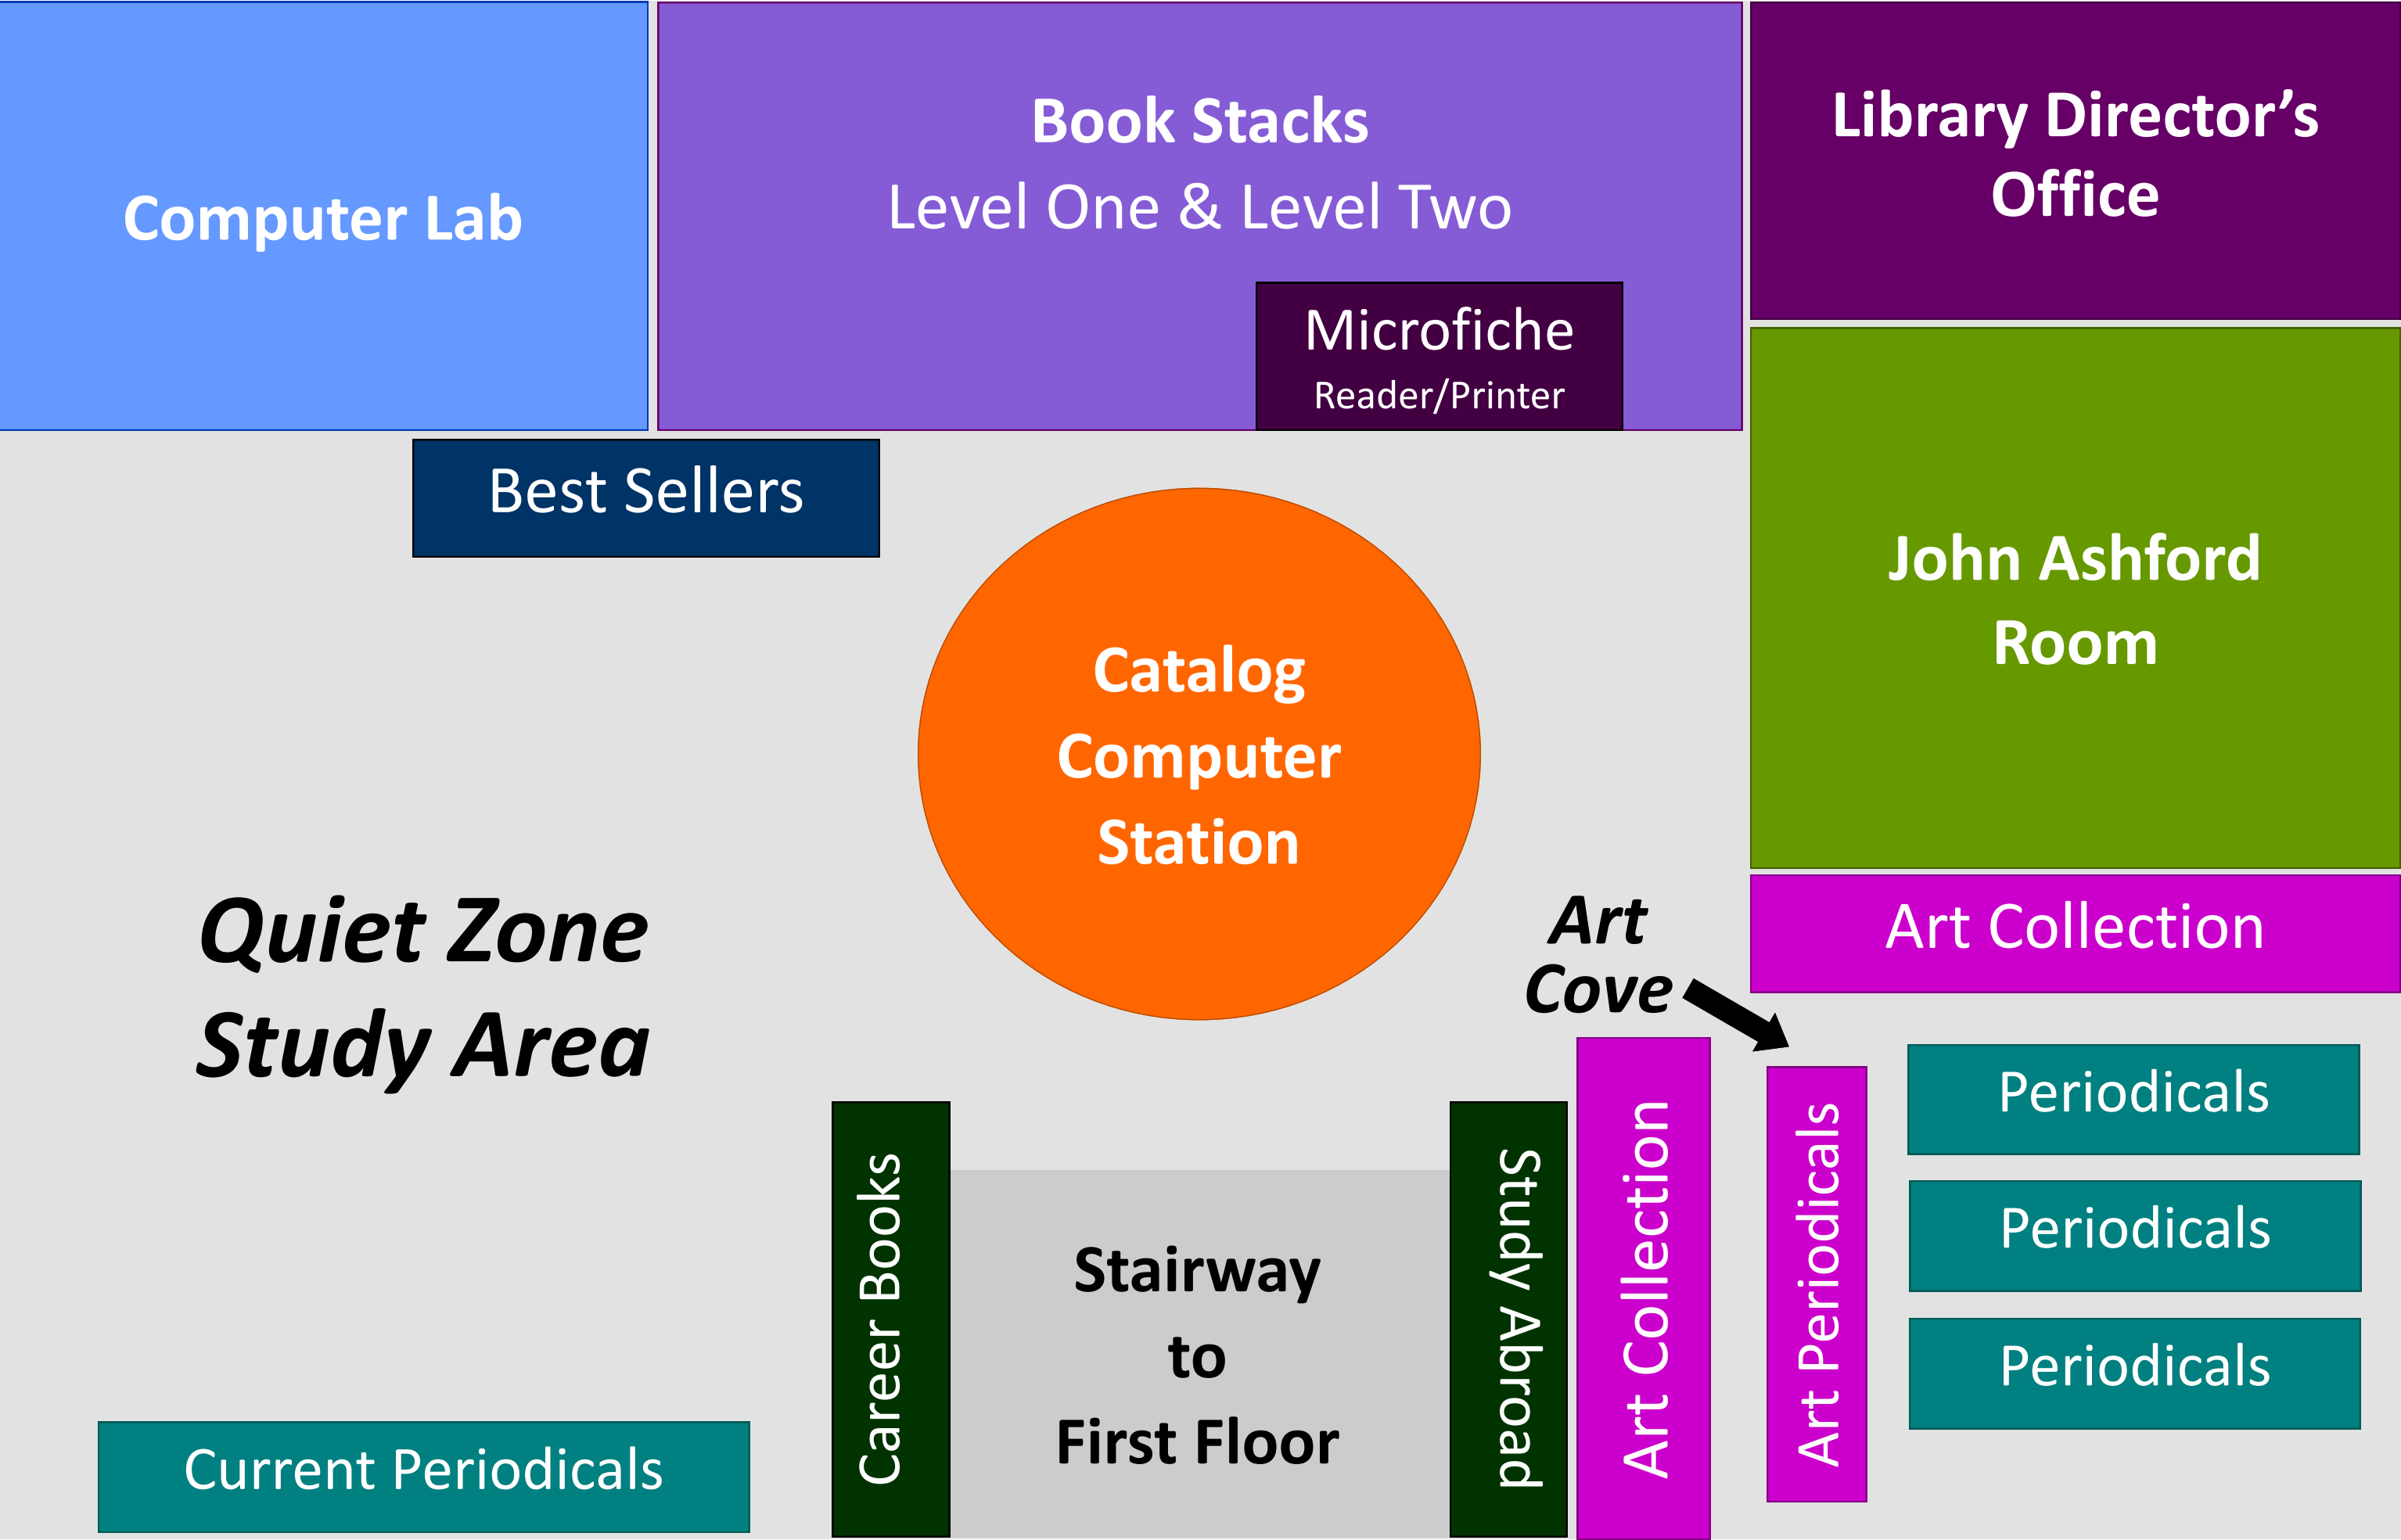 Computer Lab
Book Stacks
Level One & Level Two
Microfiche
Reader/Printer
Library Director’s
Office
Best Sellers
John Ashford
Room
Catalog
Computer
Station
Quiet Zone
Study Area
Art
Cove
Art Collection
Career Books
Stairway
to
First Floor
Study Abroad
Art Collection
Art Periodicals
Periodicals
Periodicals
Periodicals
Current Periodicals